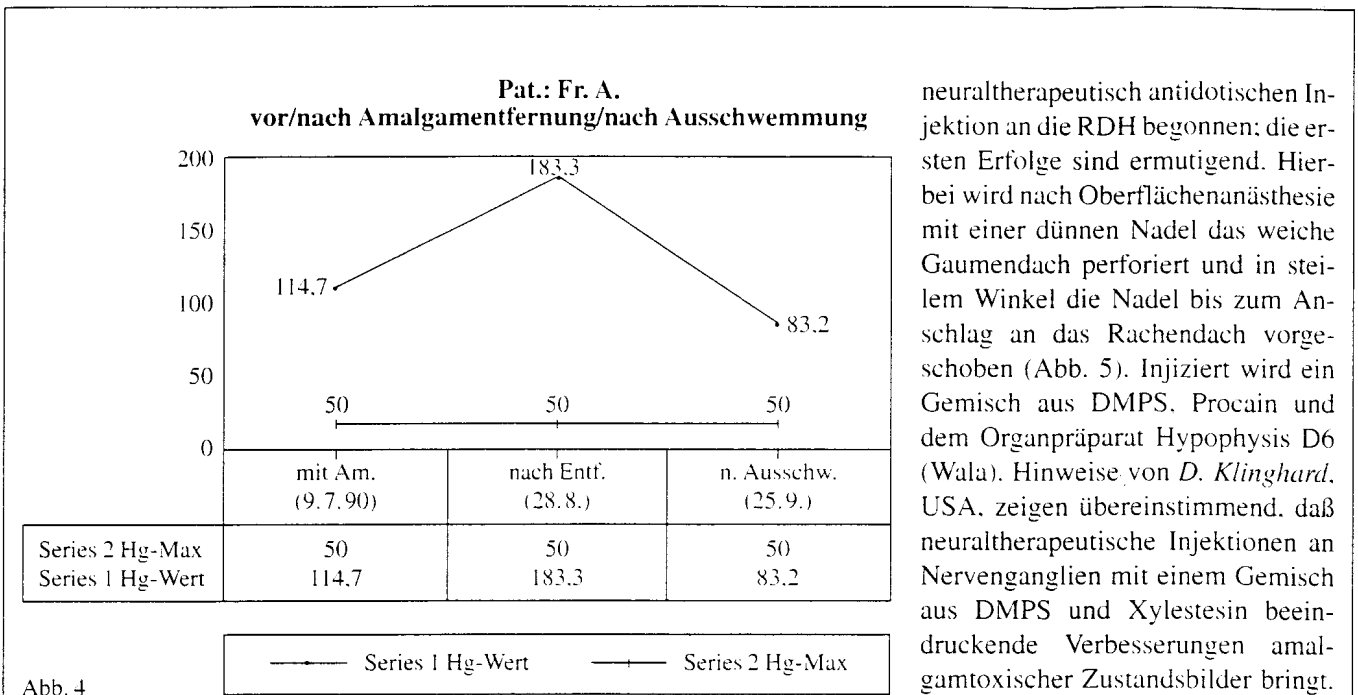 Pat.: Fr. A.
vor/nach Amalgamentfernung/nach Ausschwemmung
200
150
100
50
0
114,7
183,3
83,2
50 50 50
mit Am. nach Entf. n. Ausschw.
(9.7.90) (28.8.) (25.9.)
Series 2 Hg-Max 50 50 50
Series 1 Hg-Wert 114,7 183,3 83,2
Series 1 Hg-Wert Series 2 Hg-Max
Abb. 4
neuraltherapeutisch antidotischen In-
jektion an die RDH begonnen; die er-
sten Erfolge sind ermutigend. Hier-
bei wird nach Oberflächenanästhesie
mit einer dünnen Nadel das weiche
Gaumendach perforiert und in stei-
lem Winkel die Nadel bis zum An-
schlag an das Rachendach vorge-
schoben (Abb. 5). Injiziert wird ein
Gemisch aus DMPS, Procain und
dem Organpräparat Hypophysis D6
(Wala). Hinweise von D. Klinghard,
USA, zeigen übereinstimmend, daß
neuraltherapeutische Injektionen an
Nervenganglien mit einem Gemisch
aus DMPS und Xylestesin beein-
druckende Verbesserungen amal-
gamtoxischer Zustandsbilder bringt.